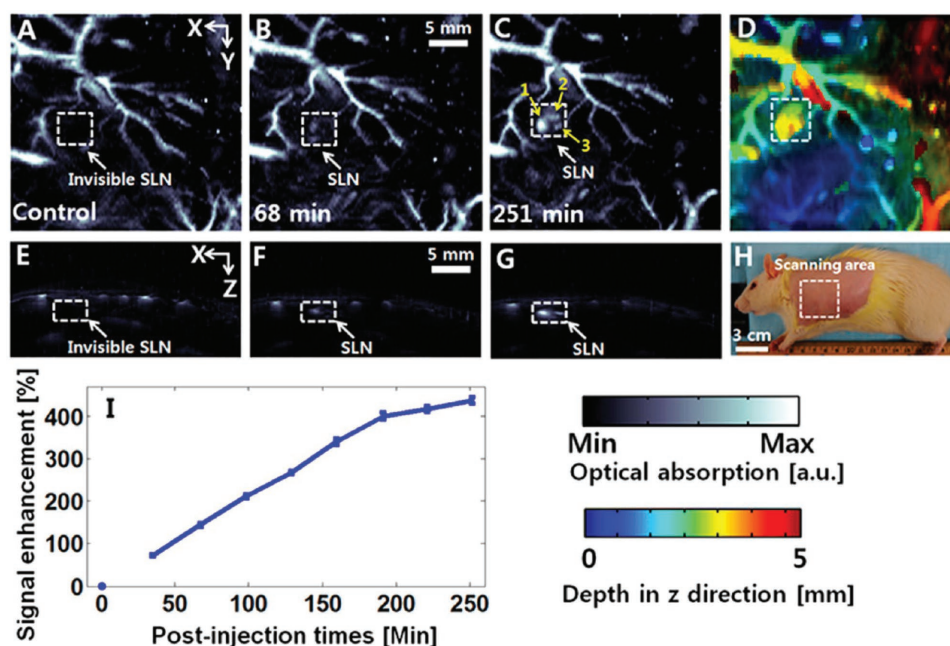 A
X
Y
Invisible SLN
Control
B
5 mm
SLN
68 min
C
1
2
3
SLN
251 min
D
E
X
Z
Invisible SLN
F
5 mm
SLN
G
SLN
H
Scanning area
3 cm
I
Signal enhancement [%]
400
300
200
100
0
0
50
100
150
200
250
Post-injection times [Min]
Min
Max
Optical absorption [a.u.]
0
5
Depth in z direction [mm]